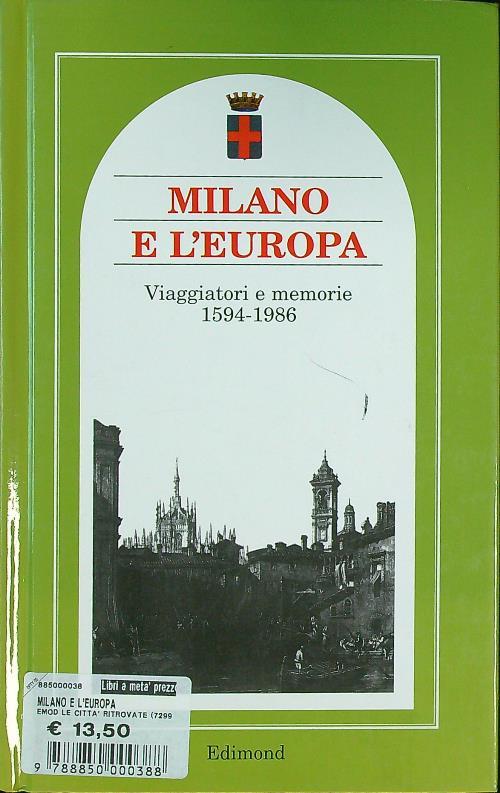 MILANO
E L'EUROPA
Viaggiatori e memorie
1594-1986
885000038 Libri a meta' prezzo
MILANO E L'EUROPA
EMOD LE CITTA' RITROVATE (7299
€ 13,50
9 788850 000388
Edimond